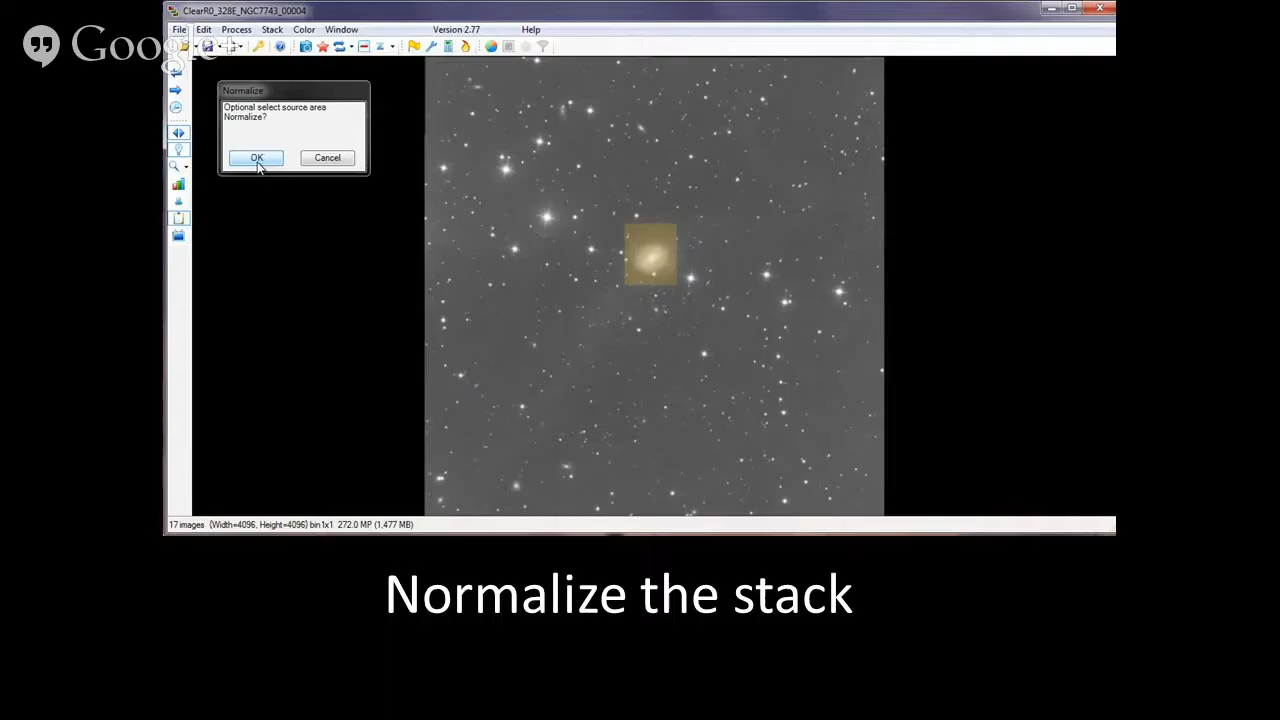 ClearR0_328E_NGC7743_00004
File Edit Process Stack Color Window Version 2.77 Help
Google
Normalize
Optional select source area
Normalize?
OK Cancel
17 images (Width=4096, Height=4096) bin1x1 272.0 MP (1.477 MB)
Normalize the stack